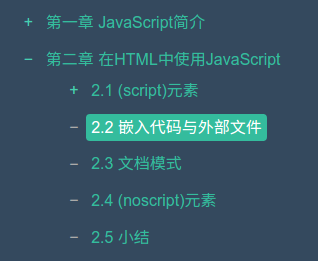 + 第一章 JavaScript简介
− 第二章 在HTML中使用JavaScript
+ 2.1 (script)元素
− 2.2 嵌入代码与外部文件
− 2.3 文档模式
− 2.4 (noscript)元素
− 2.5 小结